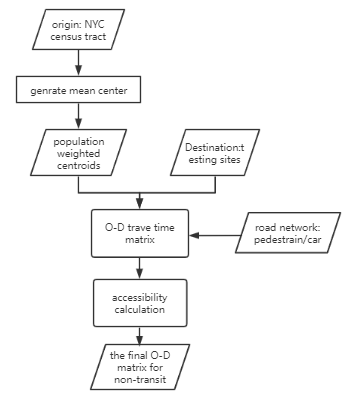 origin: NYC
census tract
genrate mean center
population
weighted
centroids
Destination:t
esting sites
O-D trave time
matrix
road network:
pedestrain/car
accessibility
calculation
the final O-D
matrix for
non-transit